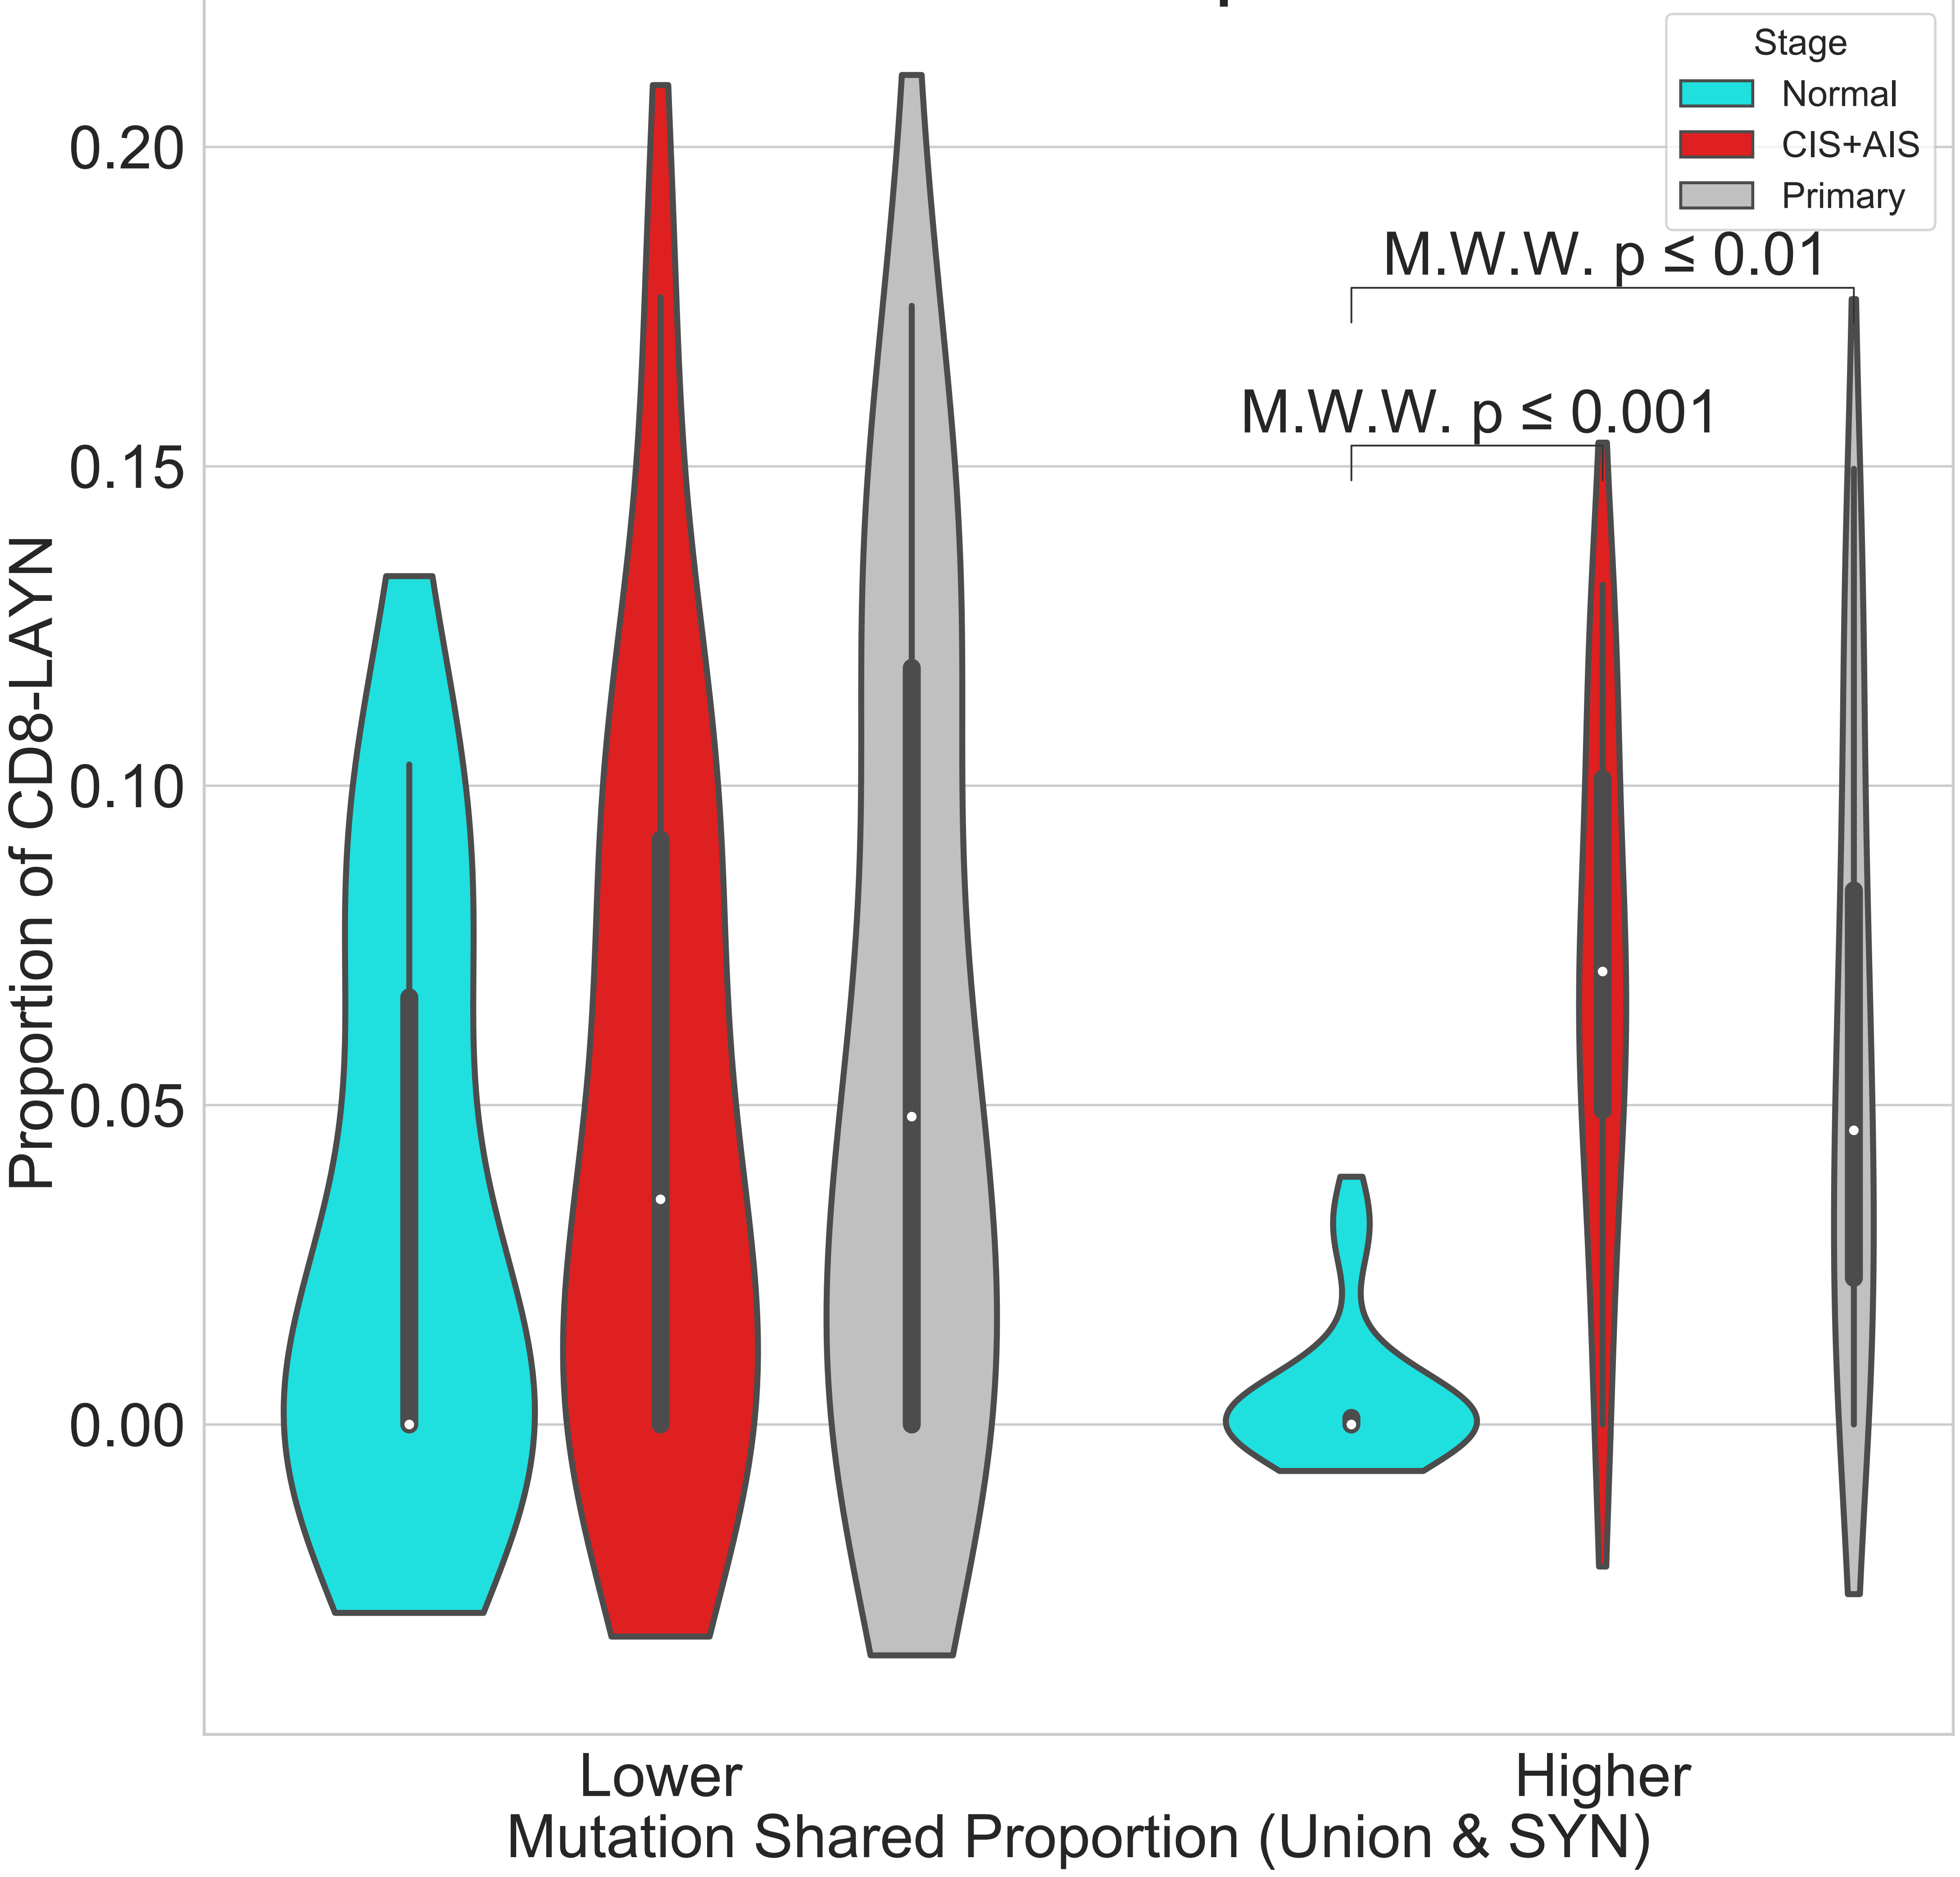 Stage
Normal
CIS+AIS
Primary
M.W.W. p ≤ 0.01
M.W.W. p ≤ 0.001
Proportion of CD8-LAYN
0.20
0.15
0.10
0.05
0.00
Lower
Higher
Mutation Shared Proportion (Union & SYN)